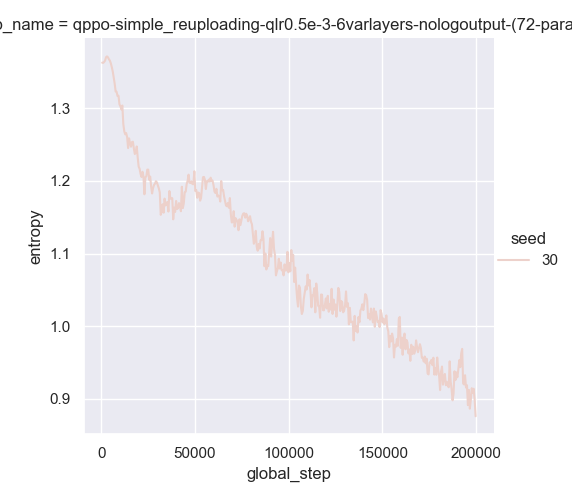 = qppo-simple_reuploading-qlr0.5e-3-6varlayers-nologoutput-(72-para
1.3
1.2
1.1
1.0
0.9
entropy
0
50000
100000
150000
200000
global_step
seed
30